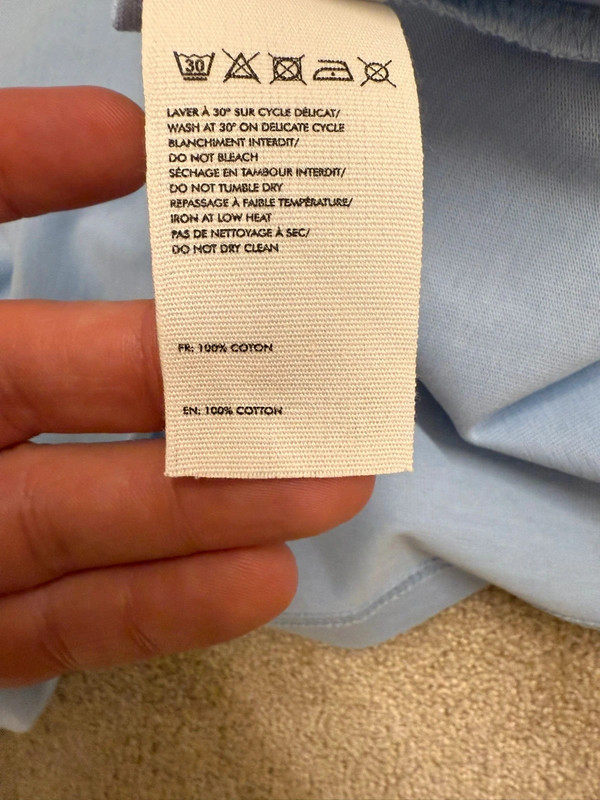 30
LAVER À 30° SUR CYCLE DÉLICAT/
WASH AT 30° ON DELICATE CYCLE
BLANCHIMENT INTERDIT/
DO NOT BLEACH
SÉCHAGE EN TAMBOUR INTERDIT/
DO NOT TUMBLE DRY
REPASSAGE À FAIBLE TEMPÉRATURE/
IRON AT LOW HEAT
PAS DE NETTOYAGE À SEC/
DO NOT DRY CLEAN
FR: 100% COTON
EN: 100% COTTON